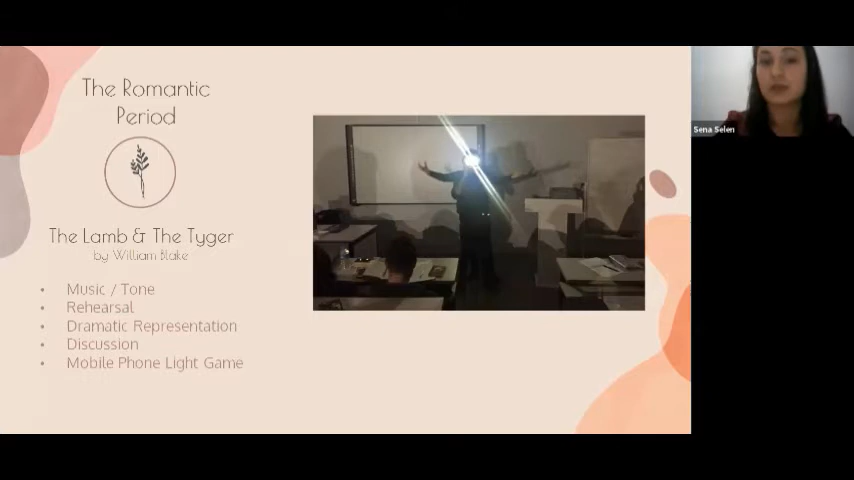 The Romantic
Period
The Lamb & The Tyger
by William Blake
• Music / Tone
• Rehearsal
• Dramatic Representation
• Discussion
• Mobile Phone Light Game
Sena Selen